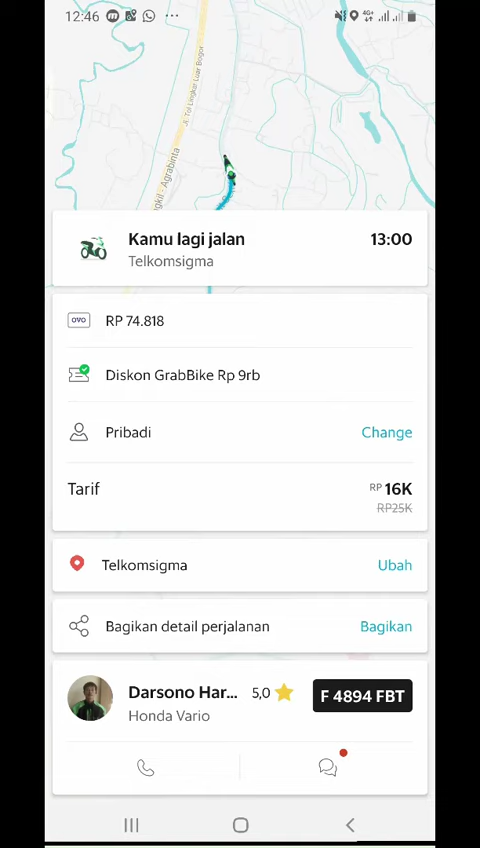 12:46
4G+
Jl. Tol Lingkar Luar Bogor
Agrabinta
Kamu lagi jalan 13:00
Telkomsigma
OVO RP 74.818
Diskon GrabBike Rp 9rb
Pribadi Change
Tarif RP 16K
RP25K
Telkomsigma Ubah
Bagikan detail perjalanan Bagikan
Darsono Har... 5,0 F 4894 FBT
Honda Vario